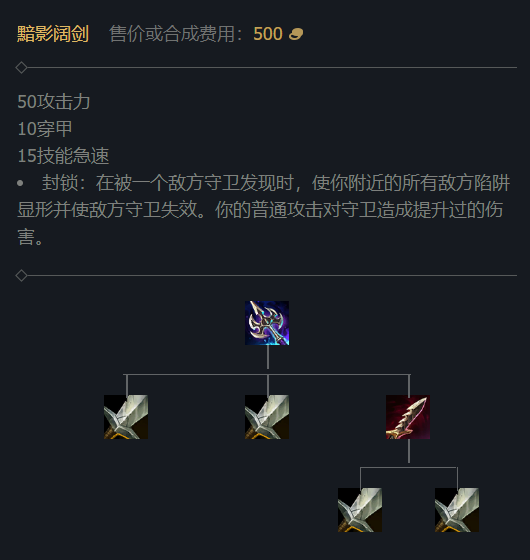 黯影阔剑 售价或合成费用：500
50攻击力
10穿甲
15技能急速
• 封锁：在被一个敌方守卫发现时，使你附近的所有敌方陷阱
显形并使敌方守卫失效。你的普通攻击对守卫造成提升过的伤
害。